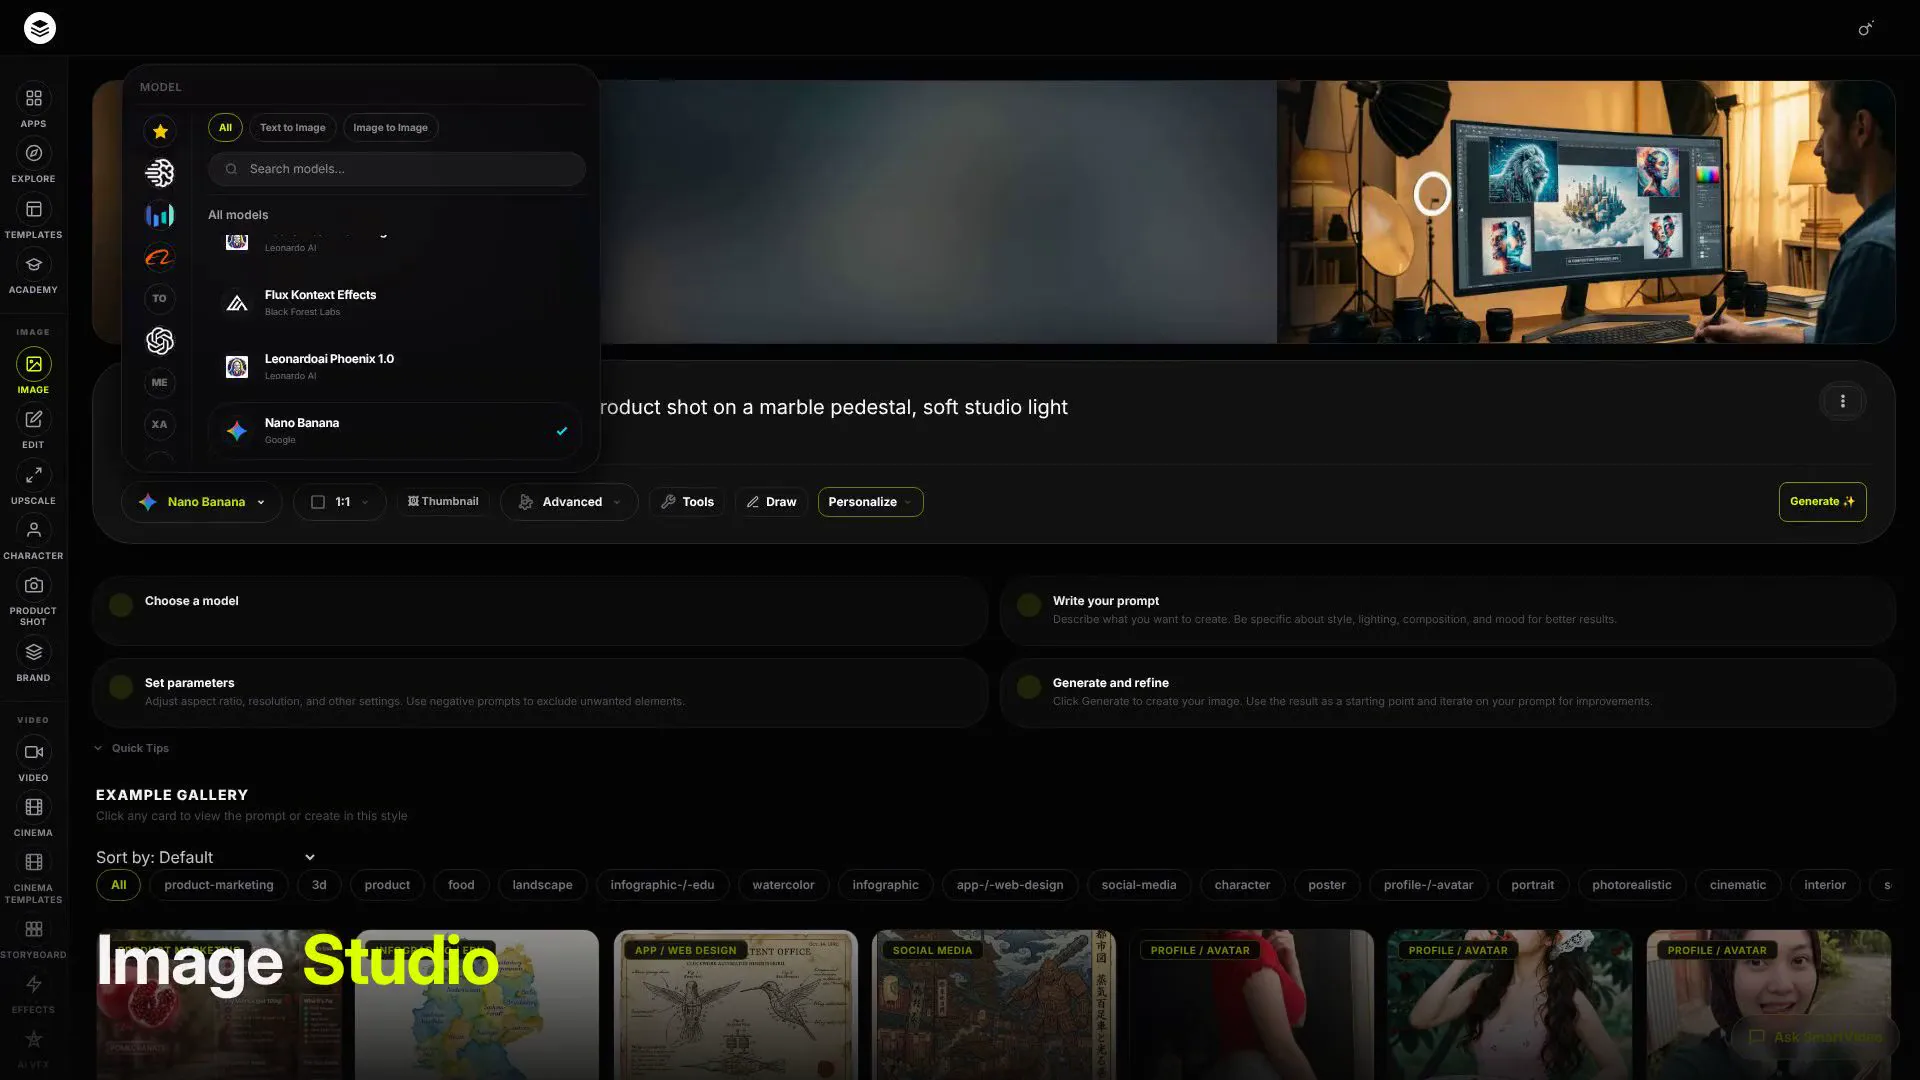 MODEL
All
Text to Image
Image to Image
Search models...
All models
Leonardo AI
Flux Kontext Effects
Black Forest Labs
Leonardoai Phoenix 1.0
Leonardo AI
Nano Banana
Google
TO
ME
XA
APPS
EXPLORE
TEMPLATES
ACADEMY
IMAGE
IMAGE
EDIT
UPSCALE
CHARACTER
PRODUCT
SHOT
BRAND
VIDEO
VIDEO
CINEMA
CINEMA
TEMPLATES
STORYBOARD
EFFECTS
AI VFX
roduct shot on a marble pedestal, soft studio light
Nano Banana
1:1
Thumbnail
Advanced
Tools
Draw
Personalize
Generate
Choose a model
Write your prompt
Describe what you want to create. Be specific about style, lighting, composition, and mood for better results.
Set parameters
Adjust aspect ratio, resolution, and other settings. Use negative prompts to exclude unwanted elements.
Generate and refine
Click Generate to create your image. Use the result as a starting point and iterate on your prompt for improvements.
Quick Tips
EXAMPLE GALLERY
Click any card to view the prompt or create in this style
Sort by: Default
All
product-marketing
3d
product
food
landscape
infographic-/-edu
watercolor
infographic
app-/-web-design
social-media
character
poster
profile-/-avatar
portrait
photorealistic
cinematic
interior
Image Studio
APP / WEB DESIGN
TENT OFFICE
SOCIAL MEDIA
PROFILE / AVATAR
PROFILE / AVATAR
PROFILE / AVATAR
POMEGRANATE
Ask SmartVideo